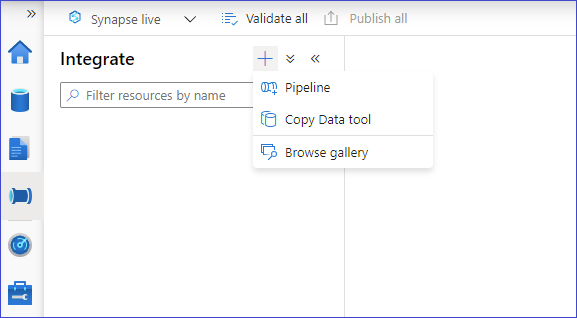 Synapse live
Validate all
Publish all
Integrate
Filter resources by name
Pipeline
Copy Data tool
Browse gallery